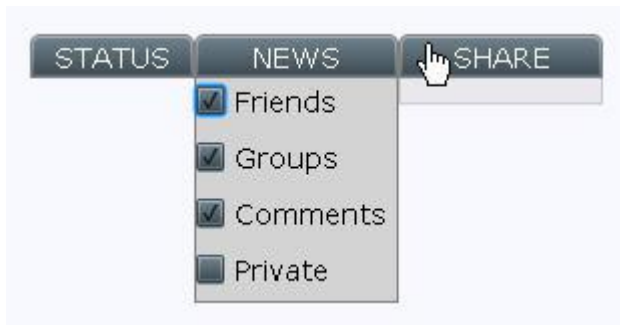 STATUS NEWS SHARE
Friends
Groups
Comments
Private